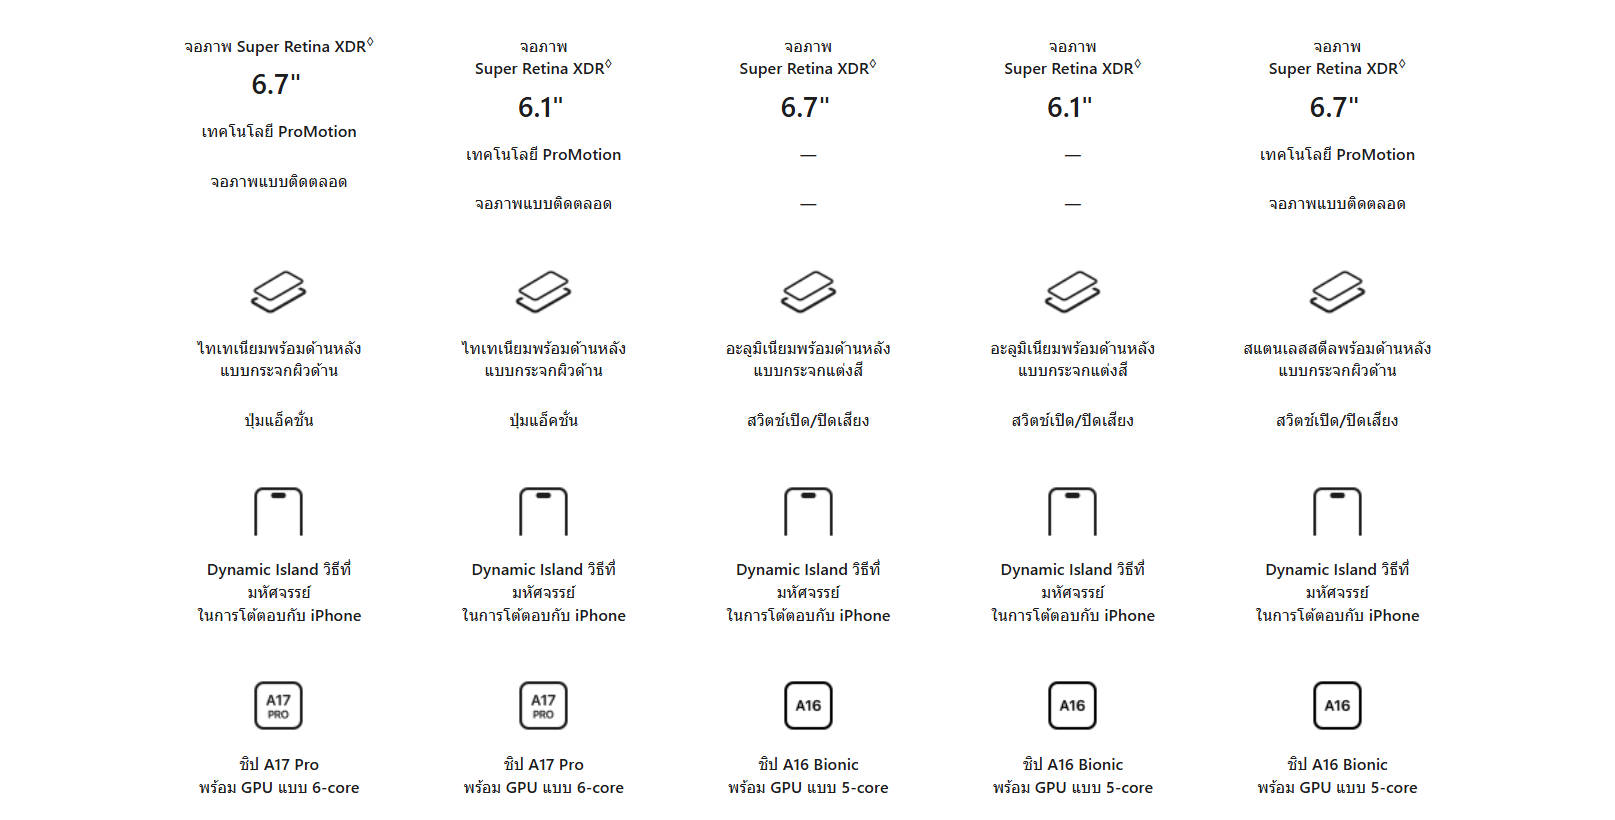 จอภาพ Super Retina XDR◊
6.7"
เทคโนโลยี ProMotion
จอภาพแบบติดตลอด
จอภาพ
Super Retina XDR◊
6.1"
เทคโนโลยี ProMotion
จอภาพแบบติดตลอด
จอภาพ
Super Retina XDR◊
6.7"
—
—
จอภาพ
Super Retina XDR◊
6.1"
—
—
จอภาพ
Super Retina XDR◊
6.7"
เทคโนโลยี ProMotion
จอภาพแบบติดตลอด
ไทเทเนียมพร้อมด้านหลัง
แบบกระจกผิวด้าน
ปุ่มแอ็คชั่น
ไทเทเนียมพร้อมด้านหลัง
แบบกระจกผิวด้าน
ปุ่มแอ็คชั่น
อะลูมิเนียมพร้อมด้านหลัง
แบบกระจกแต่งสี
สวิตช์เปิด/ปิดเสียง
อะลูมิเนียมพร้อมด้านหลัง
แบบกระจกแต่งสี
สวิตช์เปิด/ปิดเสียง
สแตนเลสสตีลพร้อมด้านหลัง
แบบกระจกผิวด้าน
สวิตช์เปิด/ปิดเสียง
Dynamic Island วิธีที่
มหัศจรรย์
ในการโต้ตอบกับ iPhone
Dynamic Island วิธีที่
มหัศจรรย์
ในการโต้ตอบกับ iPhone
Dynamic Island วิธีที่
มหัศจรรย์
ในการโต้ตอบกับ iPhone
Dynamic Island วิธีที่
มหัศจรรย์
ในการโต้ตอบกับ iPhone
Dynamic Island วิธีที่
มหัศจรรย์
ในการโต้ตอบกับ iPhone
A17
PRO
ชิป A17 Pro
พร้อม GPU แบบ 6-core
A17
PRO
ชิป A17 Pro
พร้อม GPU แบบ 6-core
A16
ชิป A16 Bionic
พร้อม GPU แบบ 5-core
A16
ชิป A16 Bionic
พร้อม GPU แบบ 5-core
A16
ชิป A16 Bionic
พร้อม GPU แบบ 5-core